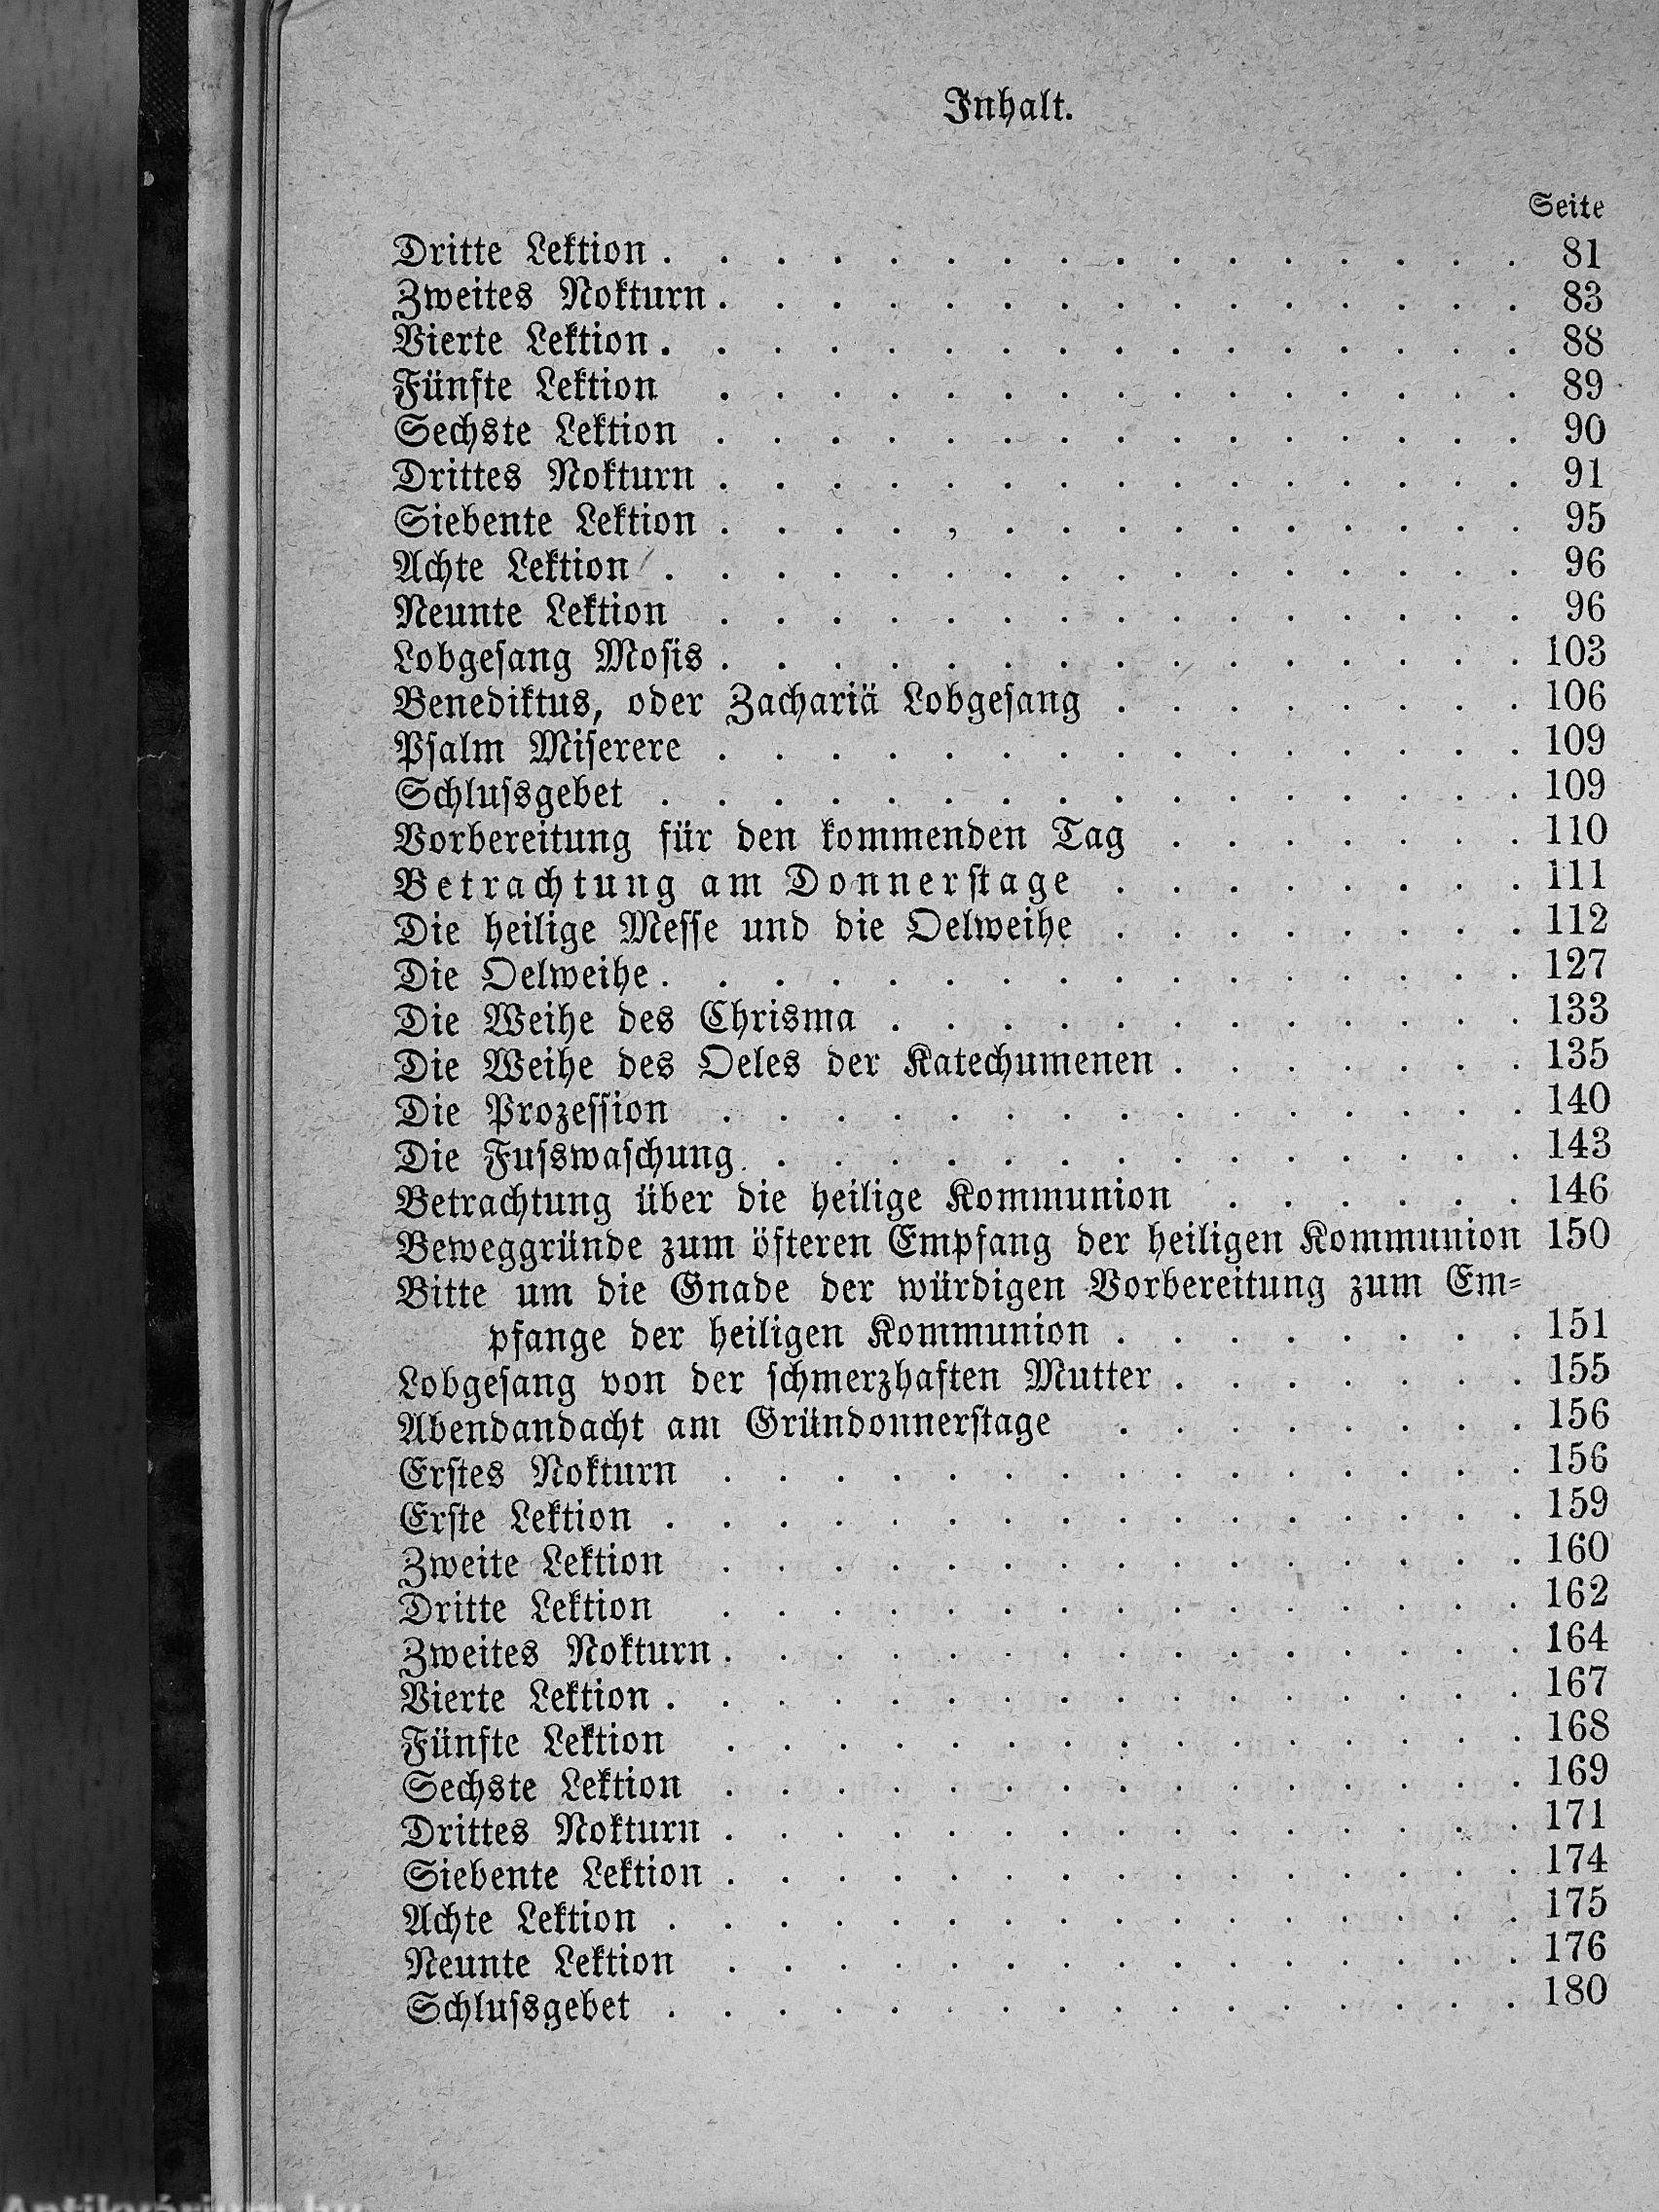 Inhalt.
Seite
Dritte Lektion . . . . . . . . . . . . . . . . 81
Zweites Nokturn . . . . . . . . . . . . . . . 83
Vierte Lektion . . . . . . . . . . . . . . . . 88
Fünfte Lektion . . . . . . . . . . . . . . . 89
Sechste Lektion . . . . . . . . . . . . . . . 90
Drittes Nokturn . . . . . . . . . . . . . . . 91
Siebente Lektion . . . . , . . . . . . . . . . 95
Achte Lektion . . . . . . . . . . . . . . . . 96
Neunte Lektion . . . . . . . . . . . . . . . 96
Lobgesang Mosis . . . . . . . . . . . . . . . 103
Benediktus, oder Zachariä Lobgesang . . . . . . . . 106
Psalm Miserere . . . . . . . . . . . . . . . 109
Schlussgebet . . . . . . . . . . . . . . . . 109
Vorbereitung für den kommenden Tag . . . . . . . 110
Betrachtung am Donnerstage . . . . . . . . 111
Die heilige Messe und die Oelweihe . . . . . . . . 112
Die Oelweihe . . . . . . . . . . . . . . . . 127
Die Weihe des Chrisma . . . . . . . . . . . . 133
Die Weihe des Oeles der Katechumenen . . . . . . . 135
Die Prozession . . . . . . . . . . . . . . . 140
Die Fusswaschung . . . . . . . . . . . . . . . 143
Betrachtung über die heilige Kommunion . . . . . . 146
Beweggründe zum öfteren Empfang der heiligen Kommunion 150
Bitte um die Gnade der würdigen Vorbereitung zum Em-
pfange der heiligen Kommunion . . . . . . . . 151
Lobgesang von der schmerzhaften Mutter . . . . . . . 155
Abendandacht am Gründonnerstage . . . . . . . . 156
Erstes Nokturn . . . . . . . . . . . . . . . 156
Erste Lektion . . . . . . . . . . . . . . . . 159
Zweite Lektion . . . . . . . . . . . . . . . 160
Dritte Lektion . . . . . . . . . . . . . . . 162
Zweites Nokturn . . . . . . . . . . . . . . . 164
Vierte Lektion . . . . . . . . . . . . . . . . 167
Fünfte Lektion . . . . . . . . . . . . . . . 168
Sechste Lektion . . . . . . . . . . . . . . . 169
Drittes Nokturn . . . . . . . . . . . . . . . 171
Siebente Lektion . . . . . . . . . . . . . . . 174
Achte Lektion . . . . . . . . . . . . . . . . 175
Neunte Lektion . . . . . . . . . . . . . . . 176
Schlussgebet . . . . . . . . . . . . . . . . 180